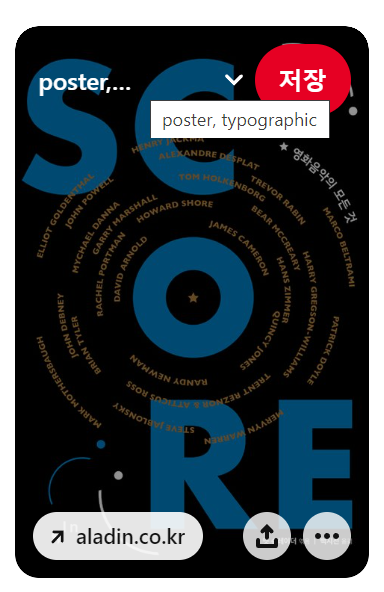 poster,...
저장
poster, typographic
SC
HENRY JACKMA
ALEXANDRE DESPLAT
★ 영화음악의 모든 것
TOM HOLKENBORG
TREVOR RABIN
MARCO BELTRAMI
ELLIOT GOLDENTHAL
JOHN POWELL
MYCHAEL DANNA
GARRY MARSHALL
HOWARD SHORE
BEAR MCCREARY
RACHEL PORTMAN
DAVID ARNOLD
JAMES CAMERON
HANS ZIMMER
HARRY GREGSON-WILLIAMS
O
PATRICK DOYLE
JOHN DEBNEY
BRIAN TYLER
MARK MOTHERSBAUGH
QUINCY JONES
RANDY NEWMAN
TRENT REZNOR & ATTICUS ROSS
STEVE JABLONSKY
MERVYN WARREN
RE
aladin.co.kr